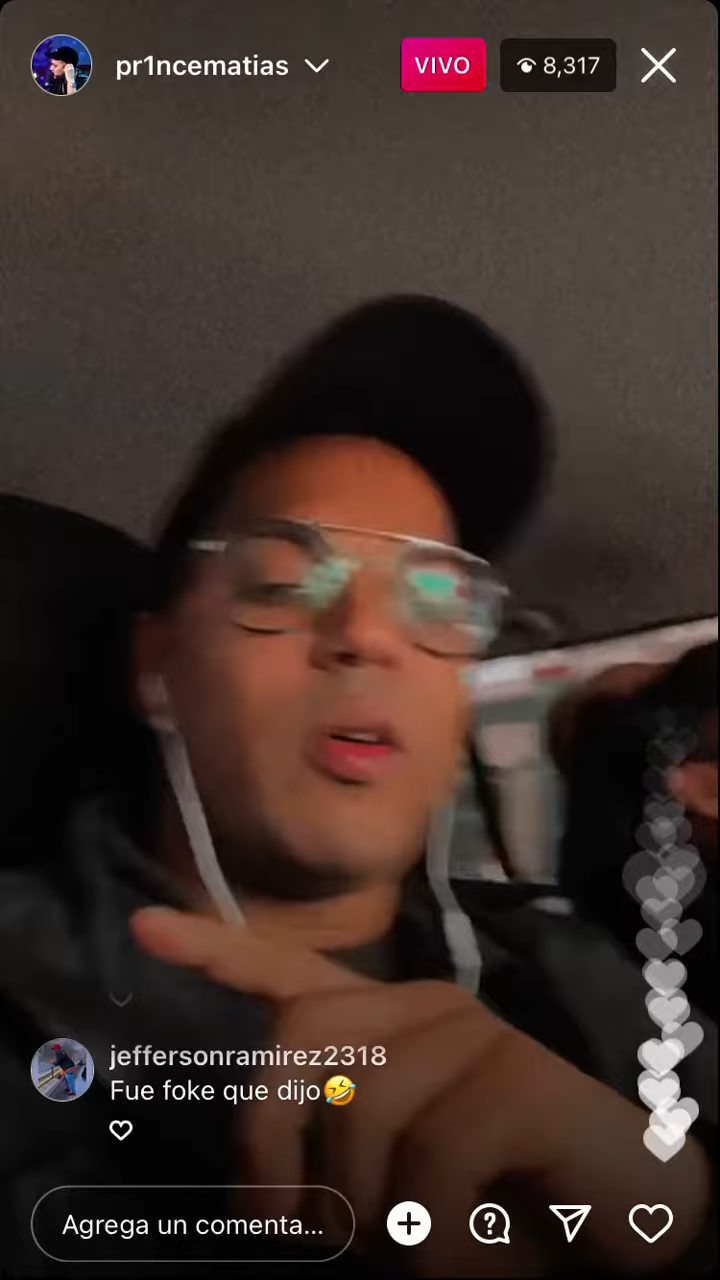 pr1ncematias
VIVO
8,317
jeffersonramirez2318
Fue foke que dijo🤣
Agrega un comenta...